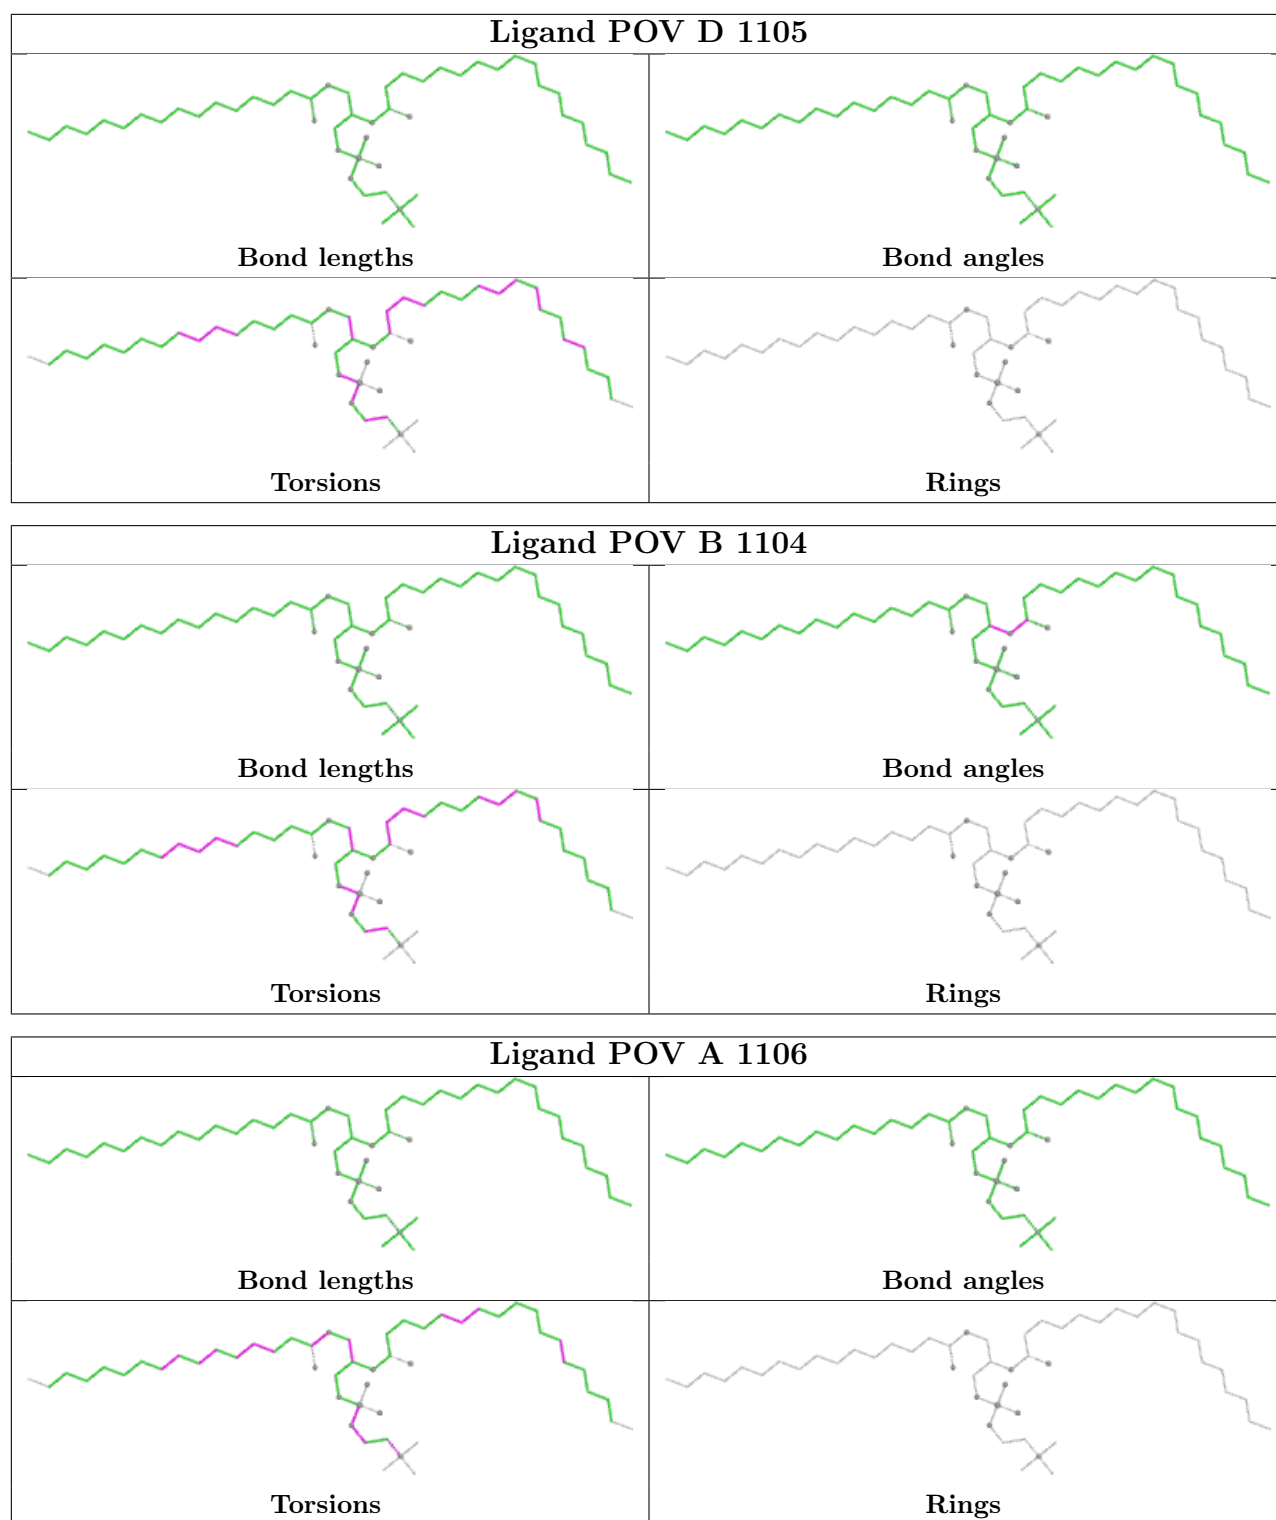 Ligand POV D 1105
Bond lengths
Bond angles
Torsions
Rings
Ligand POV B 1104
Bond lengths
Bond angles
Torsions
Rings
Ligand POV A 1106
Bond lengths
Bond angles
Torsions
Rings